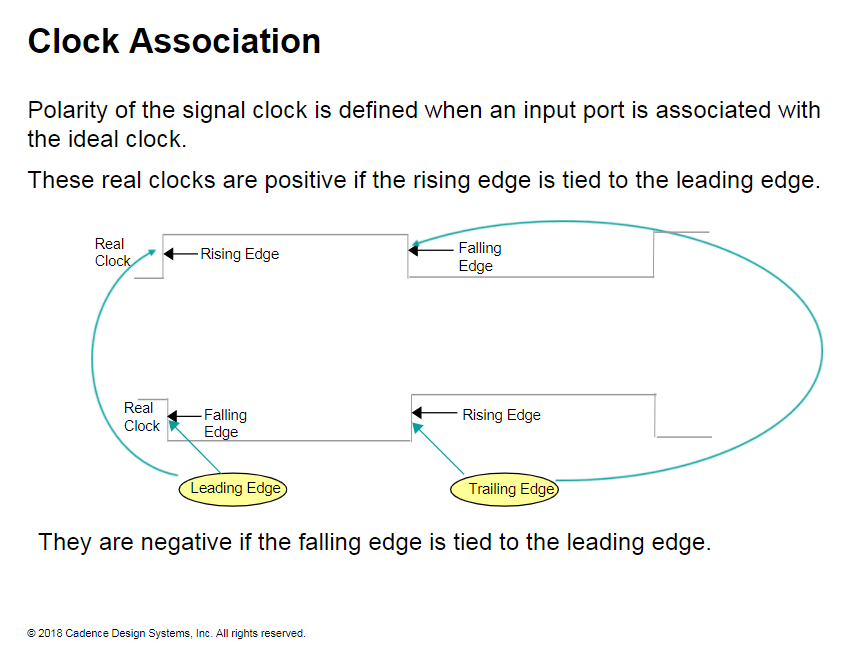 Clock Association
Polarity of the signal clock is defined when an input port is associated with
the ideal clock.
These real clocks are positive if the rising edge is tied to the leading edge.
Real
Clock
Rising Edge
Falling
Edge
Real
Clock
Falling
Edge
Rising Edge
Leading Edge
Trailing Edge
They are negative if the falling edge is tied to the leading edge.
© 2018 Cadence Design Systems, Inc. All rights reserved.